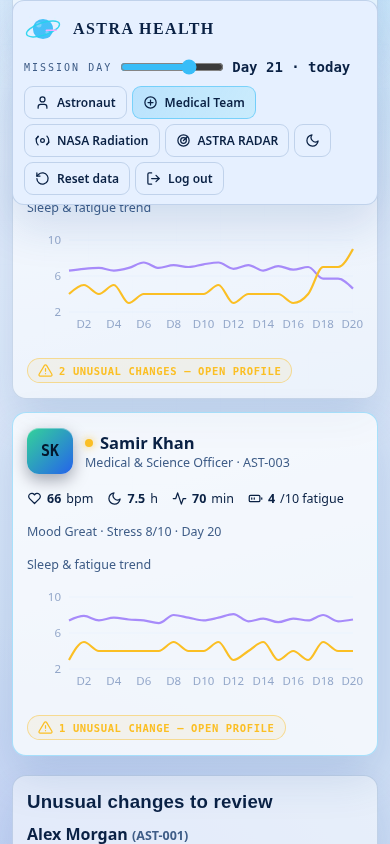 ASTRA HEALTH
MISSION DAY Day 21 · today
Astronaut Medical Team
NASA Radiation ASTRA RADAR
Reset data Log out
Sleep & fatigue trend
10
6
2
D2 D4 D6 D8 D10 D12 D14 D16 D18 D20
2 UNUSUAL CHANGES — OPEN PROFILE
SK Samir Khan
Medical & Science Officer · AST-003
66 bpm 7.5 h 70 min 4 /10 fatigue
Mood Great · Stress 8/10 · Day 20
Sleep & fatigue trend
10
6
2
D2 D4 D6 D8 D10 D12 D14 D16 D18 D20
1 UNUSUAL CHANGE — OPEN PROFILE
Unusual changes to review
Alex Morgan (AST-001)